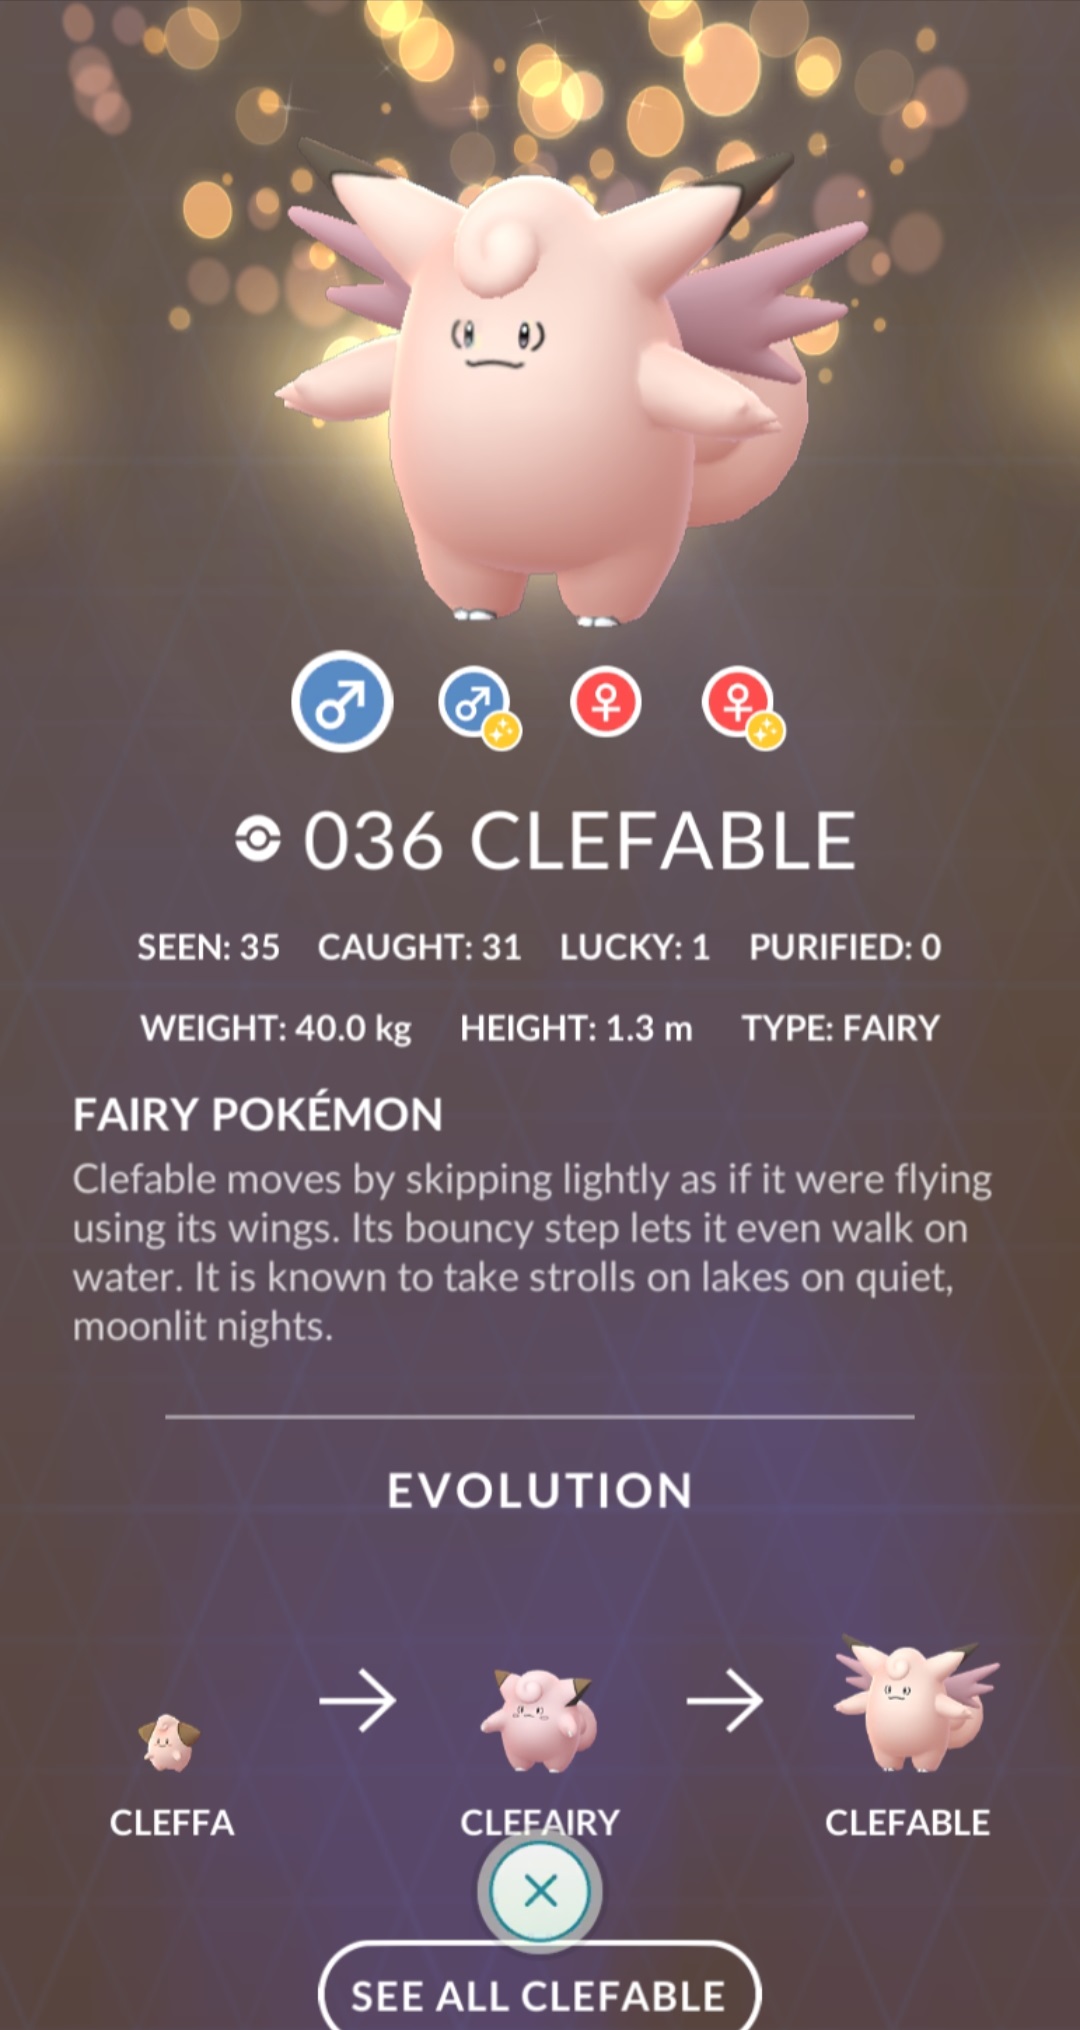 036 CLEFABLE
SEEN: 35 CAUGHT: 31 LUCKY: 1 PURIFIED: 0
WEIGHT: 40.0 kg HEIGHT: 1.3 m TYPE: FAIRY
FAIRY POKÉMON
Clefable moves by skipping lightly as if it were flying
using its wings. Its bouncy step lets it even walk on
water. It is known to take strolls on lakes on quiet,
moonlit nights.
EVOLUTION
CLEFFA CLEFAIRY CLEFABLE
SEE ALL CLEFABLE